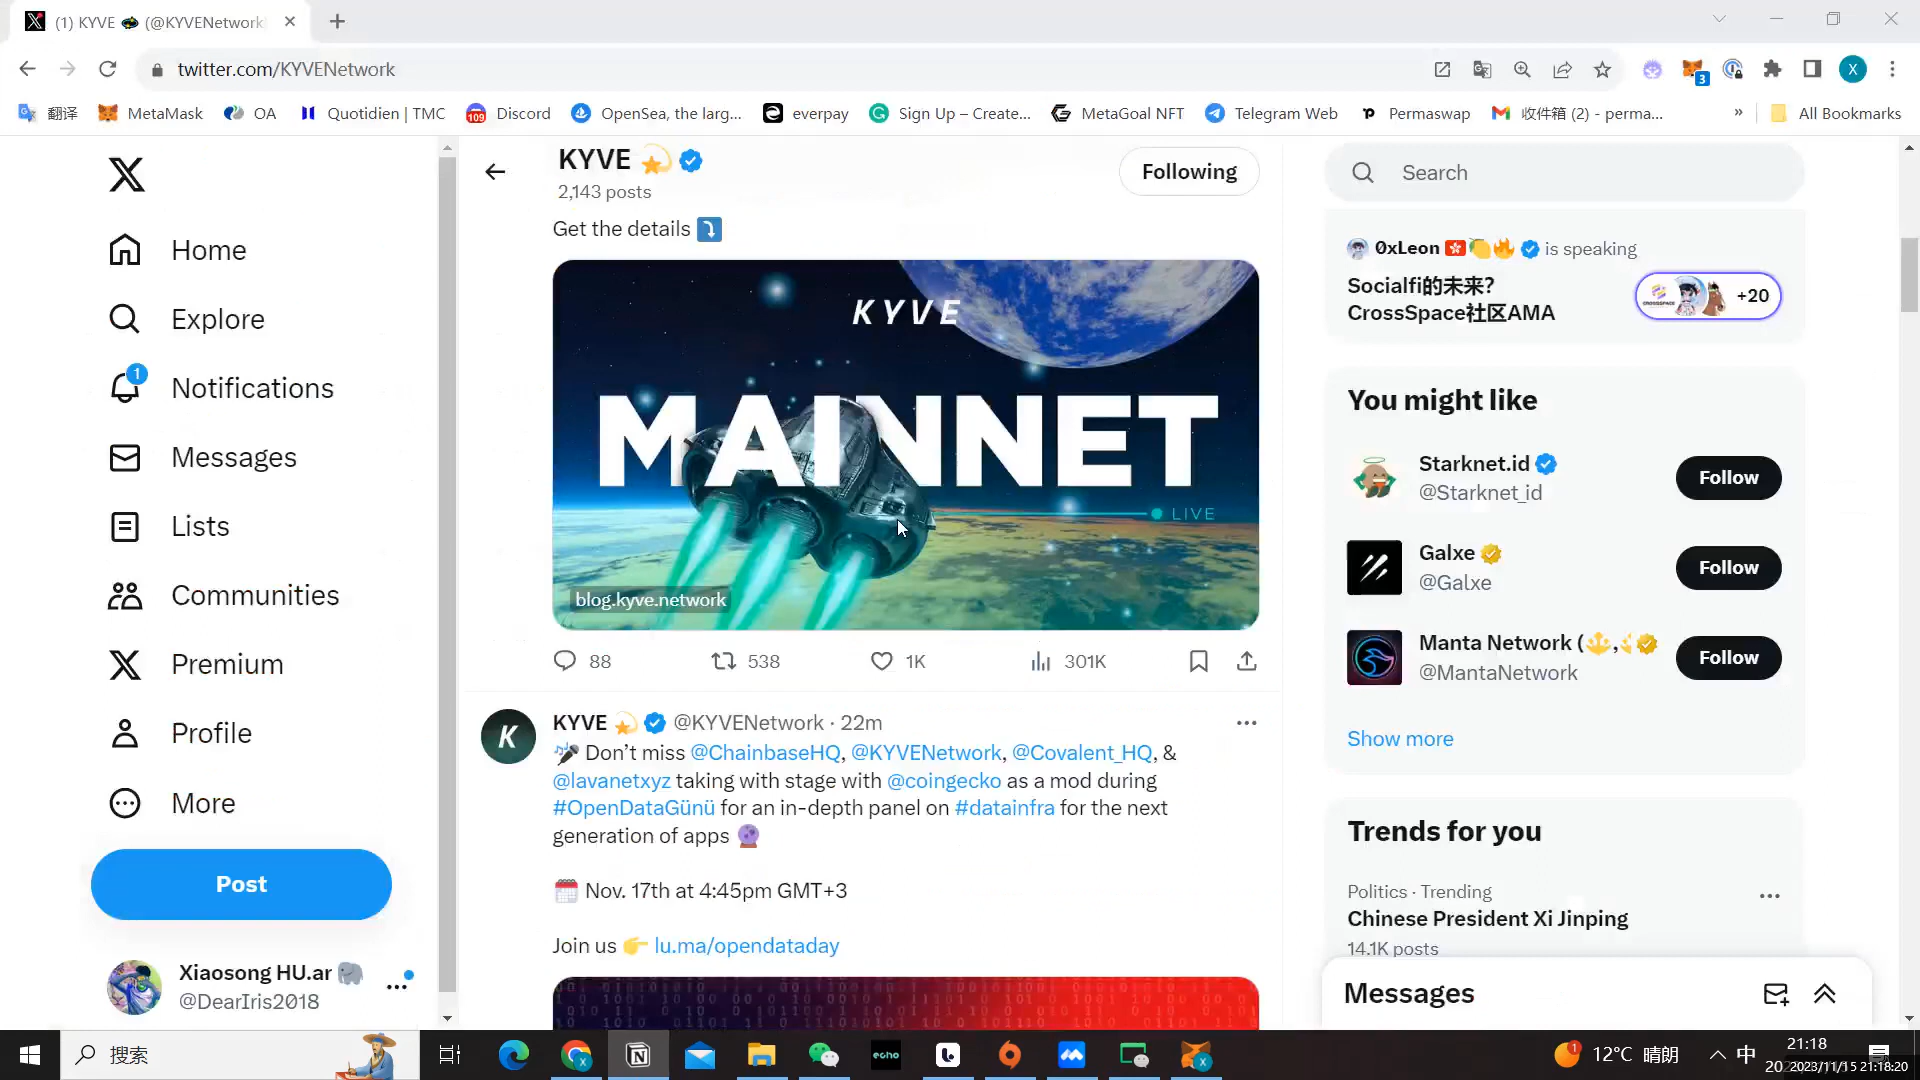 (1) KYVE (@KYVENetwork
twitter.com/KYVENetwork
3
X
翻译
MetaMask
OA
Quotidien | TMC
109
Discord
OpenSea, the larg...
everpay
Sign Up – Create...
MetaGoal NFT
Telegram Web
Permaswap
收件箱 (2) - perma...
»
All Bookmarks
Home
Explore
1
Notifications
Messages
Lists
Communities
Premium
Profile
More
Post
Xiaosong HU.ar
@DearIris2018
KYVE
2,143 posts
Following
Get the details
KYVE
MAINNET
LIVE
blog.kyve.network
88
538
1K
301K
K
KYVE @KYVENetwork · 22m
Don’t miss @ChainbaseHQ, @KYVENetwork, @Covalent_HQ, &
@lavanetxyz taking with stage with @coingecko as a mod during
#OpenDataGünü for an in-depth panel on #datainfra for the next
generation of apps
Nov. 17th at 4:45pm GMT+3
Join us lu.ma/opendataday
Search
0xLeon is speaking
Socialfi的未来?
CrossSpace社区AMA
+20
You might like
Starknet.id
@Starknet_id
Follow
Galxe
@Galxe
Follow
Manta Network (
@MantaNetwork
Follow
Show more
Trends for you
Politics · Trending
Chinese President Xi Jinping
14.1K posts
Messages
搜索
echo
1
12°C 晴朗
中
21:18
2023/11/15 21:18:20